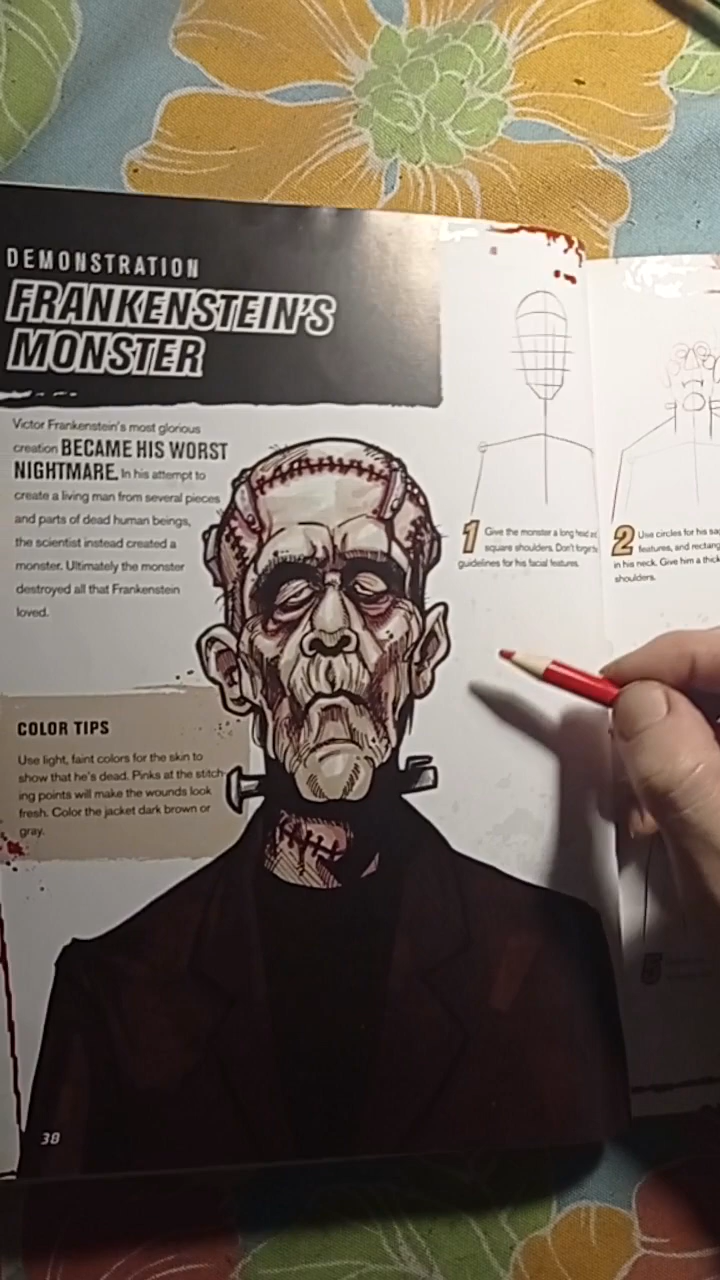 DEMONSTRATION
FRANKENSTEIN'S
MONSTER
Victor Frankenstein's most glorious
creation BECAME HIS WORST
NIGHTMARE. In his attempt to
create a living man from several pieces
and parts of dead human beings,
the scientist instead created a
monster. Ultimately the monster
destroyed all that Frankenstein
loved.
COLOR TIPS
Use light, faint colors for the skin to
show that he's dead. Pinks at the stitch-
ing points will make the wounds look
fresh. Color the jacket dark brown or
gray.
1 Give the monster a long head and
square shoulders. Don't forget
guidelines for his facial features.
2 Use circles for his
features, and
in his neck. Give him a thick
shoulders.
38